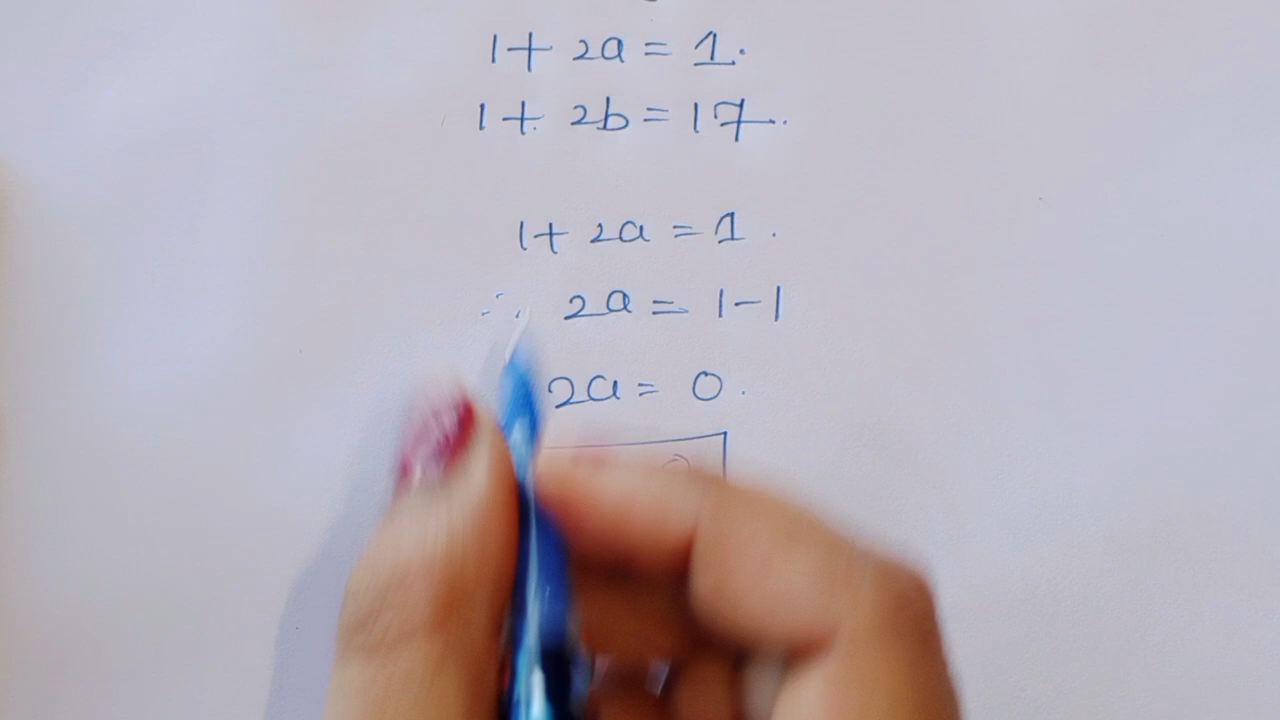 1 + 2a = 1.
1 + 2b = 17.
1 + 2a = 1.
∴ 2a = 1 - 1
2a = 0.